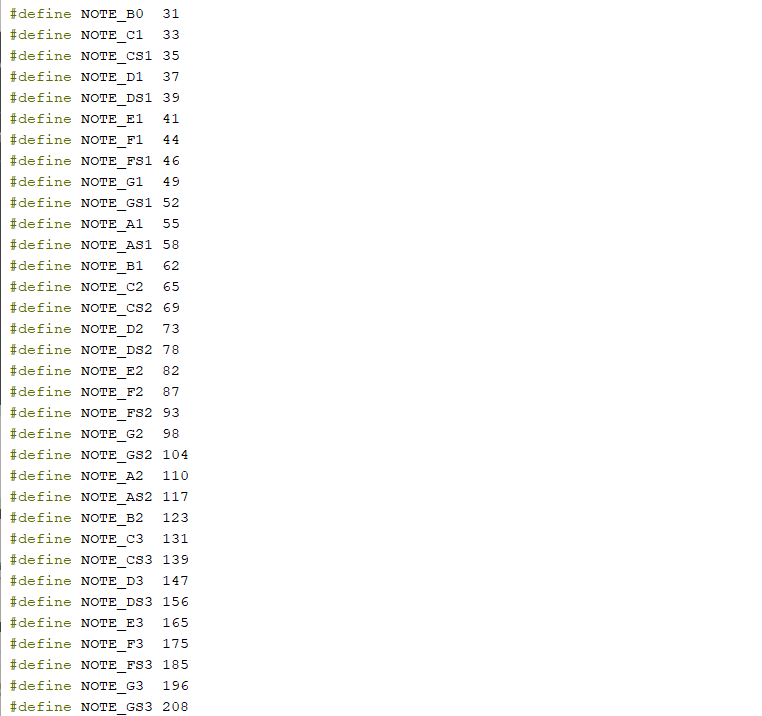 #define NOTE_B0  31
#define NOTE_C1  33
#define NOTE_CS1 35
#define NOTE_D1  37
#define NOTE_DS1 39
#define NOTE_E1  41
#define NOTE_F1  44
#define NOTE_FS1 46
#define NOTE_G1  49
#define NOTE_GS1 52
#define NOTE_A1  55
#define NOTE_AS1 58
#define NOTE_B1  62
#define NOTE_C2  65
#define NOTE_CS2 69
#define NOTE_D2  73
#define NOTE_DS2 78
#define NOTE_E2  82
#define NOTE_F2  87
#define NOTE_FS2 93
#define NOTE_G2  98
#define NOTE_GS2 104
#define NOTE_A2  110
#define NOTE_AS2 117
#define NOTE_B2  123
#define NOTE_C3  131
#define NOTE_CS3 139
#define NOTE_D3  147
#define NOTE_DS3 156
#define NOTE_E3  165
#define NOTE_F3  175
#define NOTE_FS3 185
#define NOTE_G3  196
#define NOTE_GS3 208